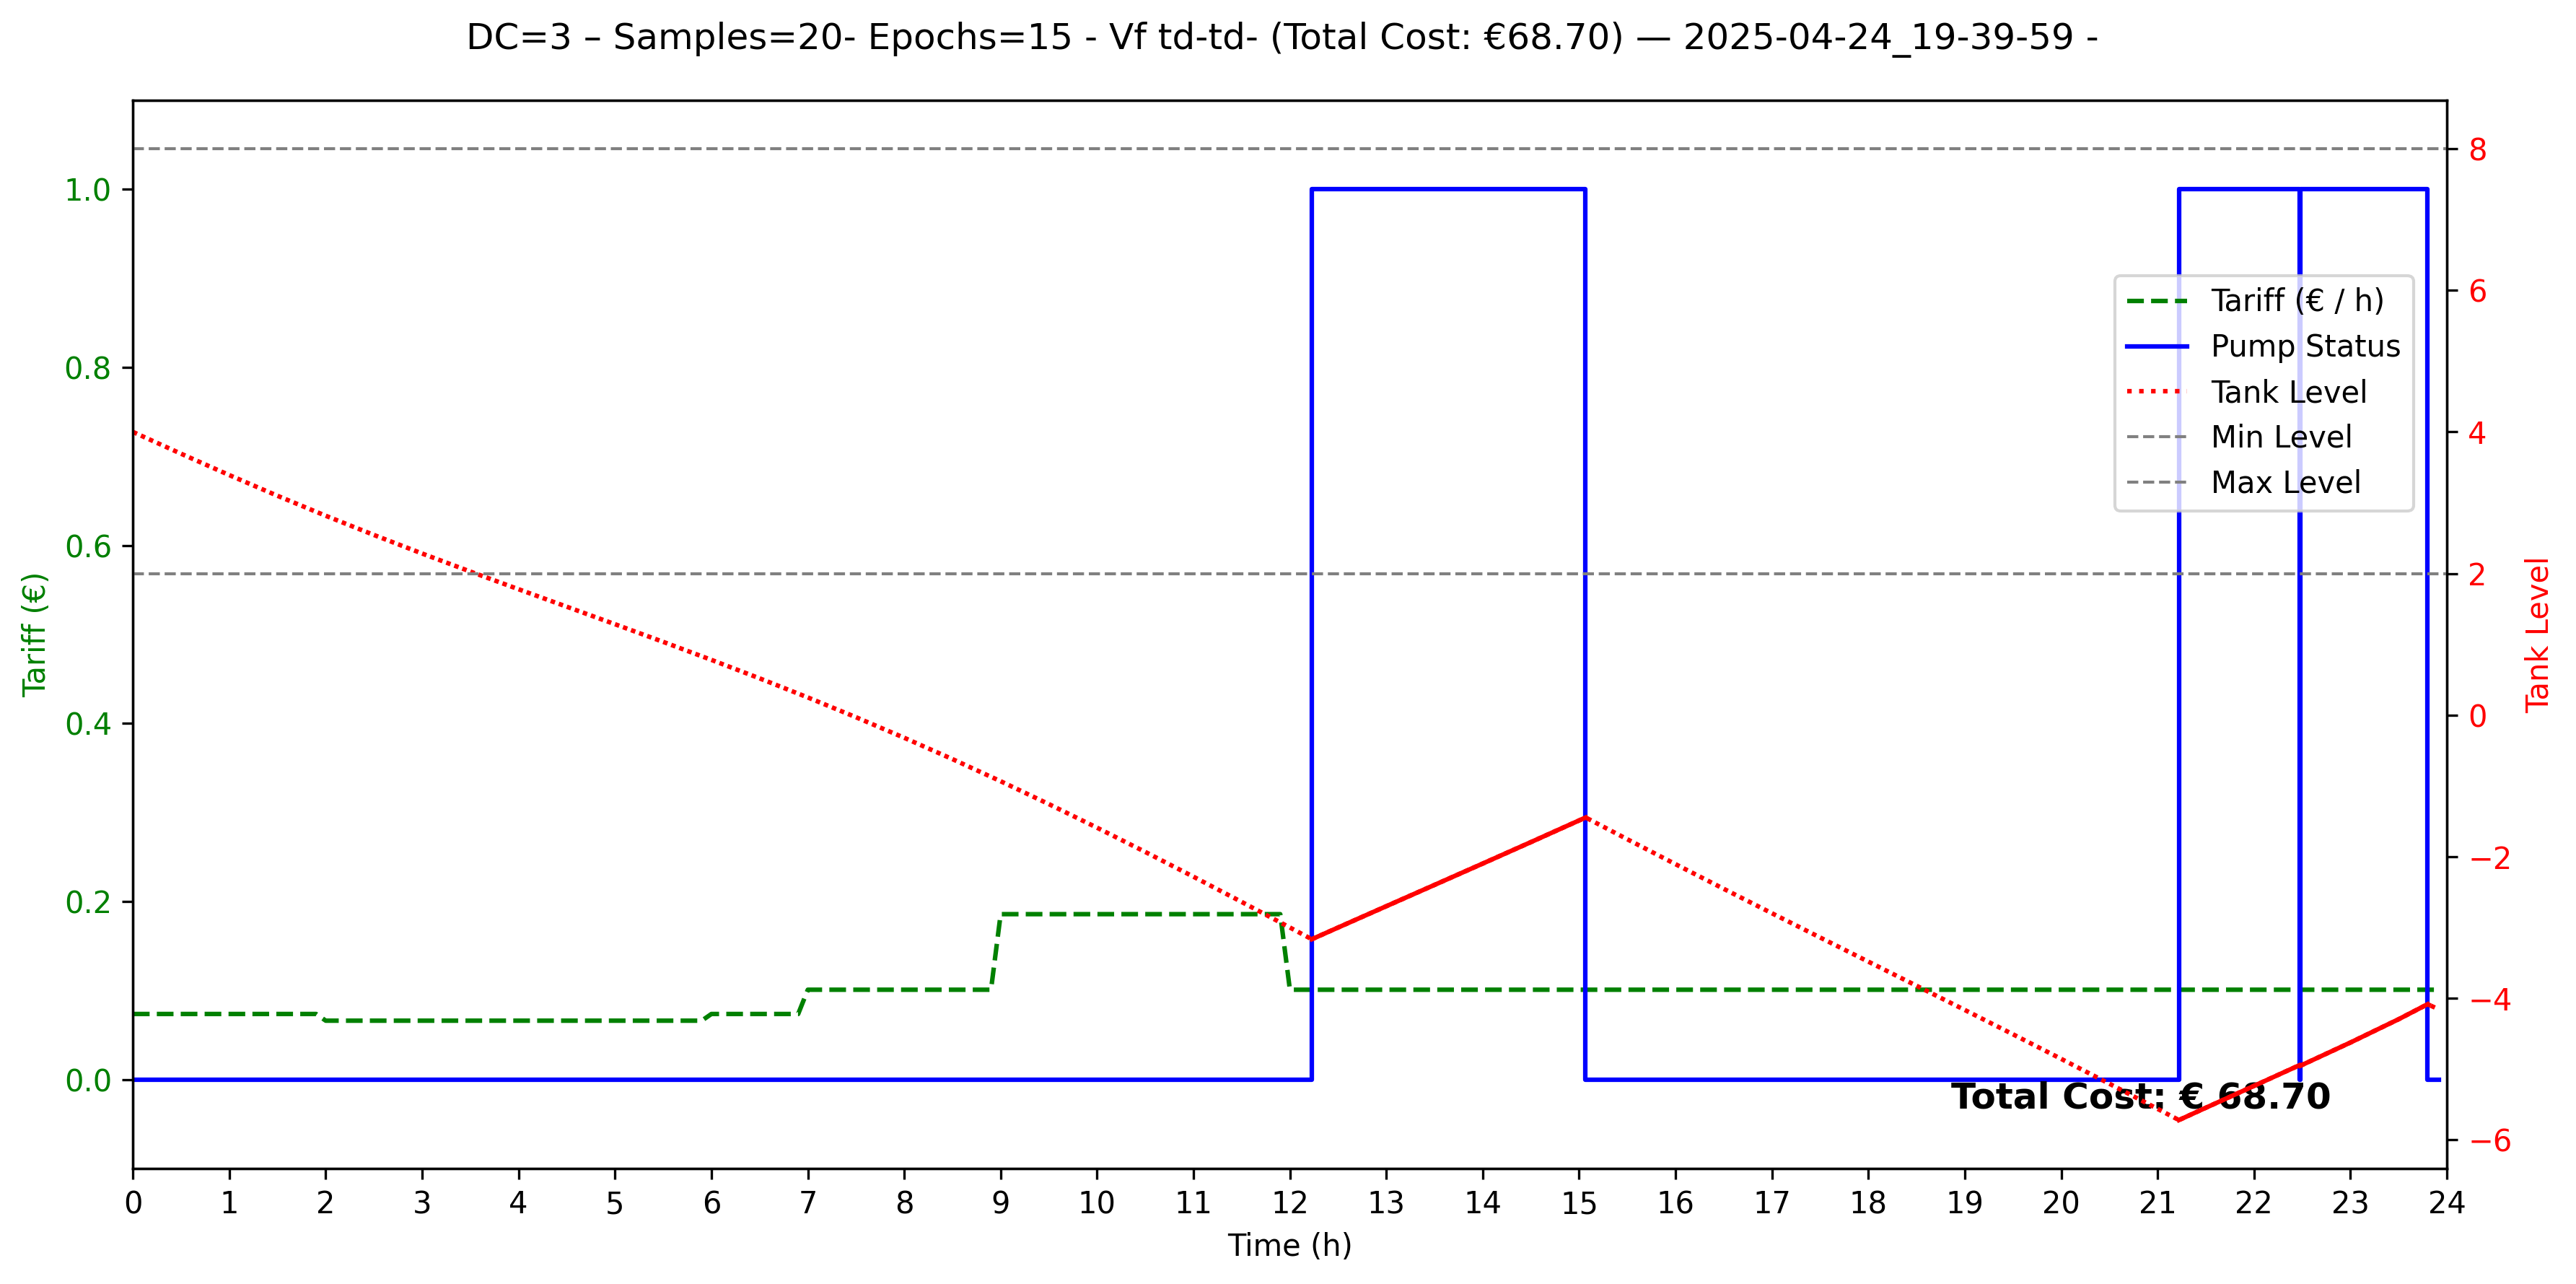 DC=3 – Samples=20- Epochs=15 - Vf td-td- (Total Cost: €68.70) — 2025-04-24_19-39-59 -
Tariff (€)
1.0
0.8
0.6
0.4
0.2
0.0
8
6
4
2
0
−2
−4
−6
Tank Level
Tariff (€ / h)
Pump Status
Tank Level
Min Level
Max Level
Total Cost: € 68.70
0 1 2 3 4 5 6 7 8 9 10 11 12 13 14 15 16 17 18 19 20 21 22 23 24
Time (h)